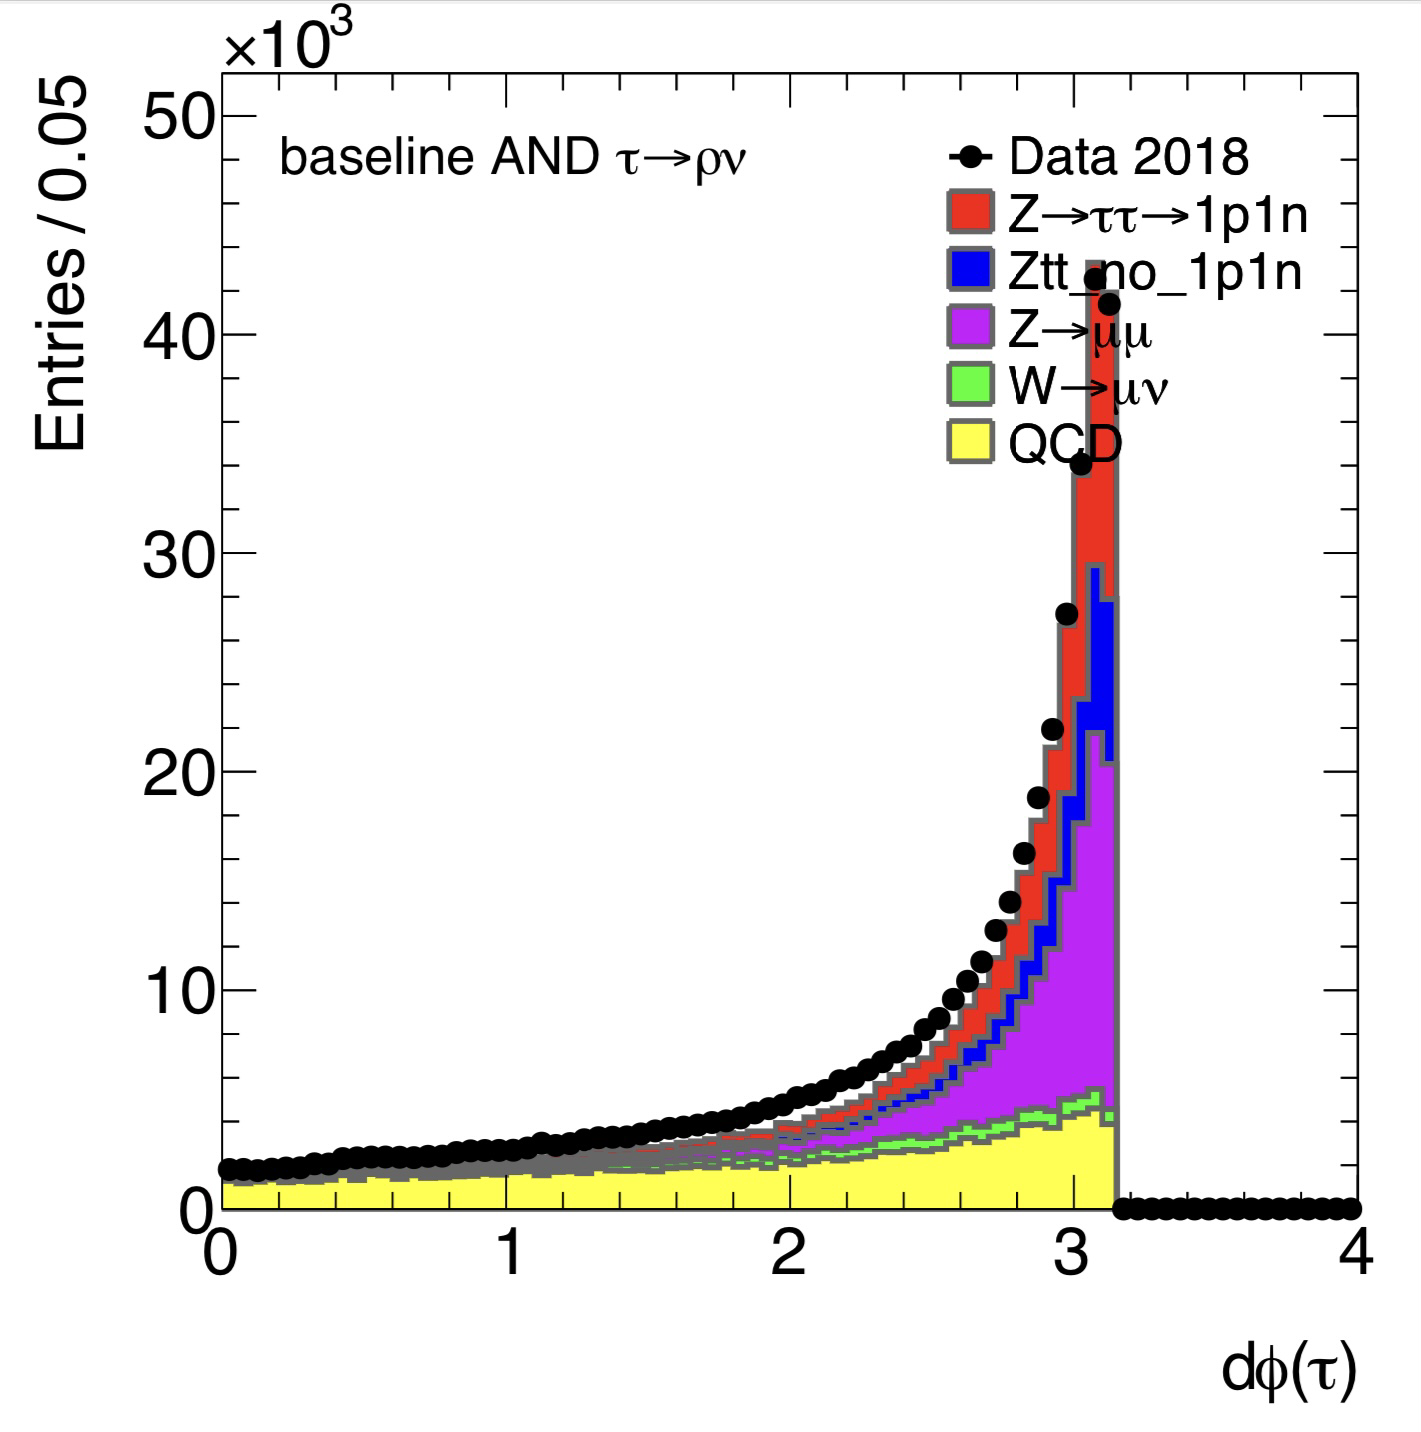 ×10³
Entries / 0.05
50
40
30
20
10
0
baseline AND τ→ρν
Data 2018
Z→ττ→1p1n
Ztt_no_1p1n
Z→μμ
W→μν
QCD
0 1 2 3 4
dϕ(τ)